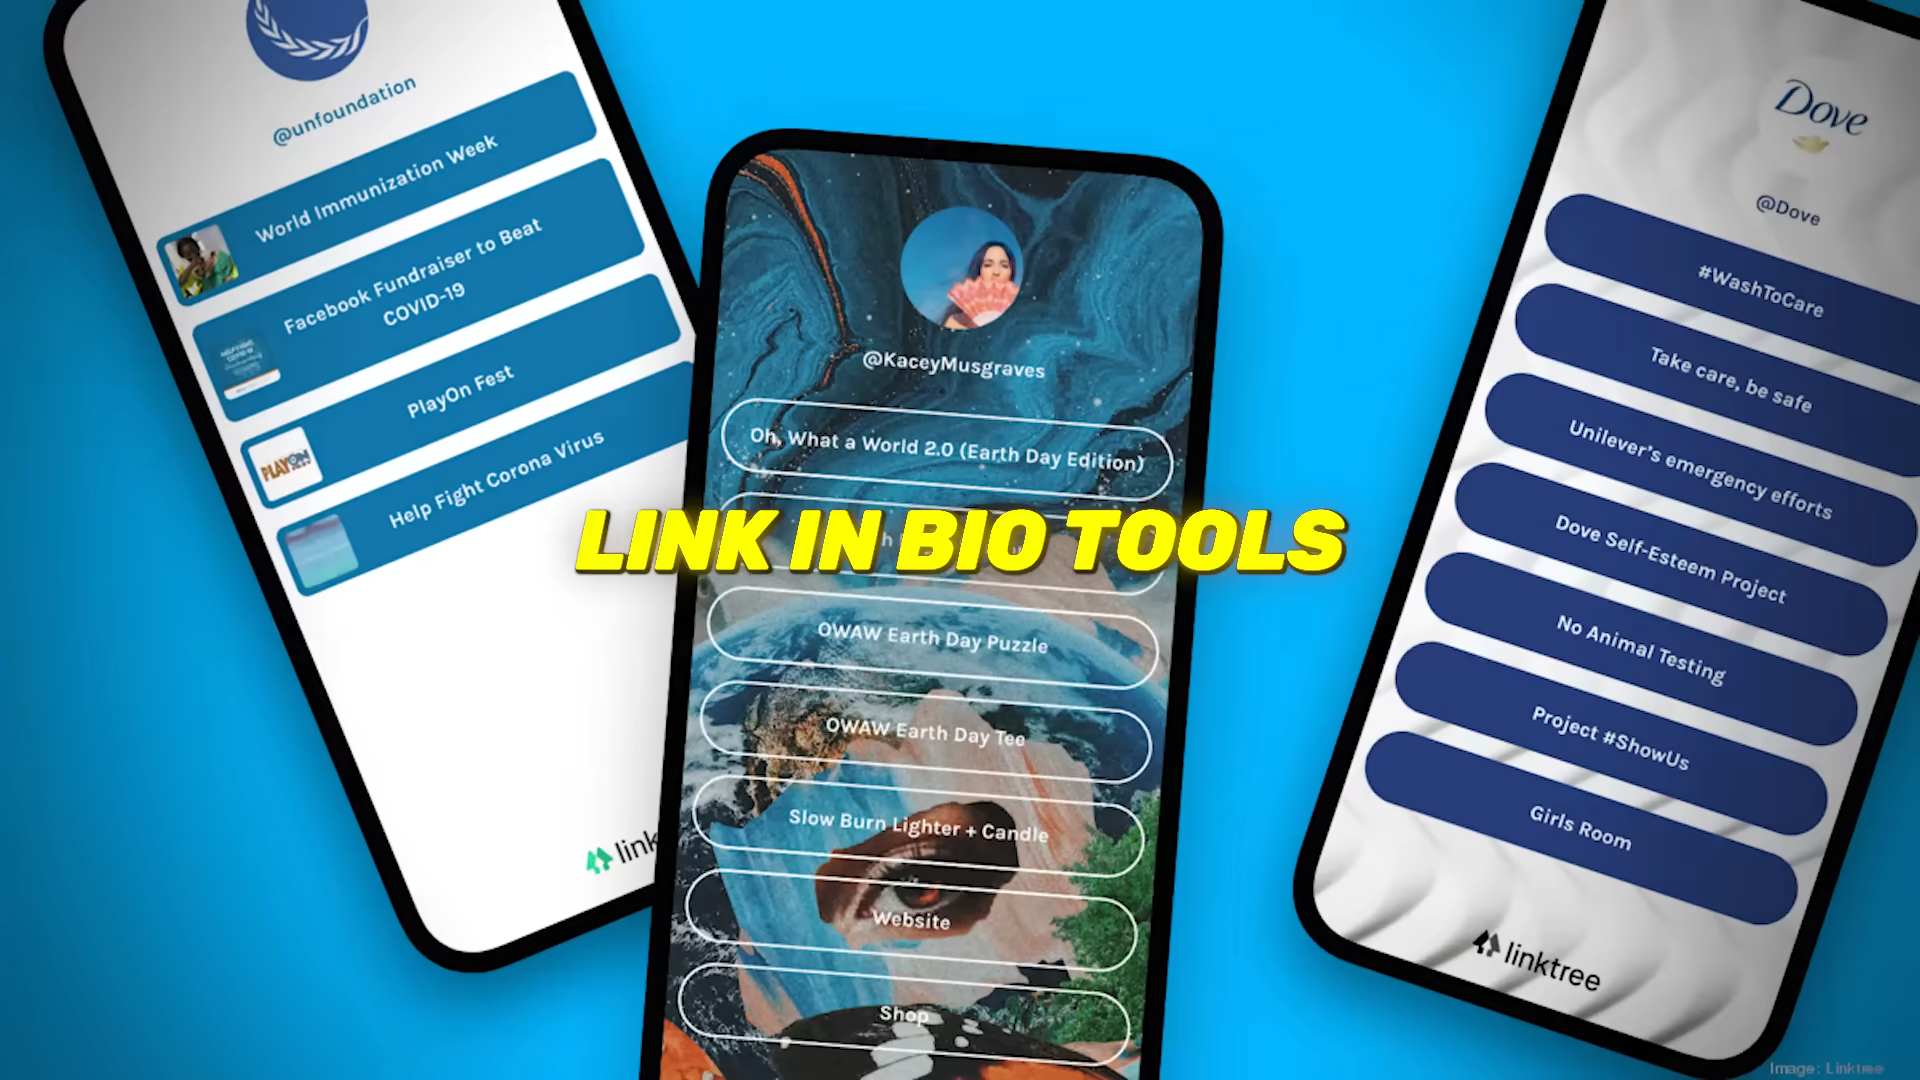 @unfoundation
World Immunization Week
Facebook Fundraiser to Beat
COVID-19
PlayOn Fest
PLAYON
Help Fight Corona Virus
link
@KaceyMusgraves
Oh, What a World 2.0 (Earth Day Edition)
LINK IN BIO TOOLS
OWAW Earth Day Puzzle
OWAW Earth Day Tee
Slow Burn Lighter + Candle
Website
Shop
Dove
@Dove
#WashToCare
Take care, be safe
Unilever's emergency efforts
Dove Self-Esteem Project
No Animal Testing
Project #ShowUs
Girls Room
linktree
Image: Linktree